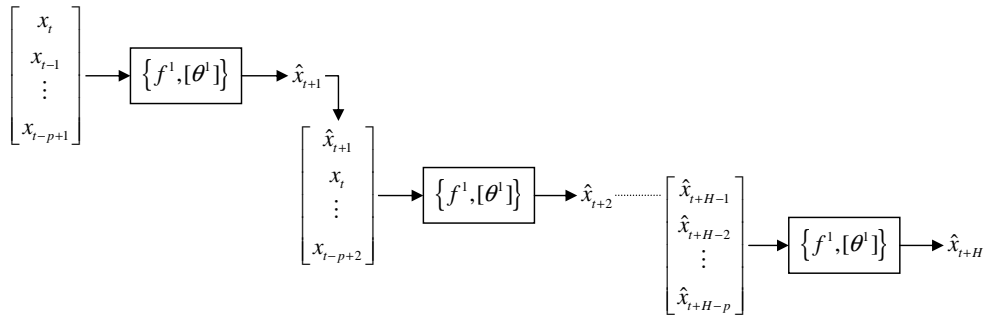 x_t
x_{t-1}
⋮
x_{t-p+1}
{f^1,[θ^1]}
x̂_{t+1}
x̂_{t+1}
x_t
⋮
x_{t-p+2}
{f^1,[θ^1]}
x̂_{t+2}
x̂_{t+H-1}
x̂_{t+H-2}
⋮
x̂_{t+H-p}
{f^1,[θ^1]}
x̂_{t+H}